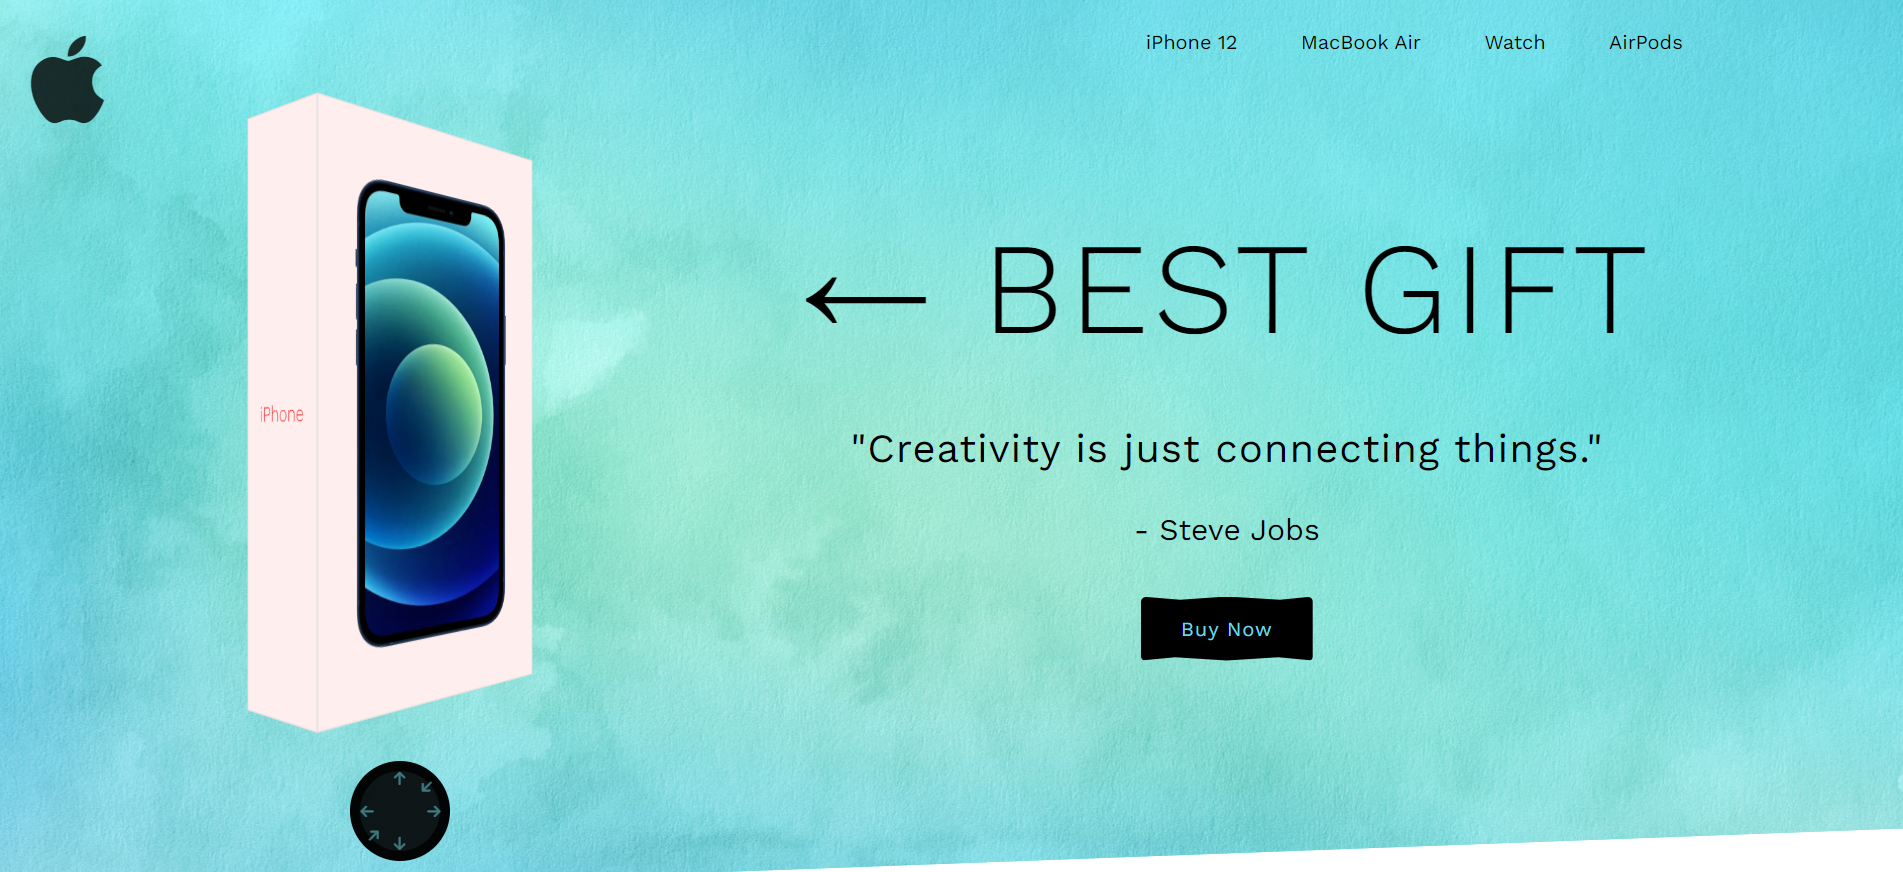 iPhone 12 MacBook Air Watch AirPods
← BEST GIFT
"Creativity is just connecting things."
- Steve Jobs
Buy Now
iPhone